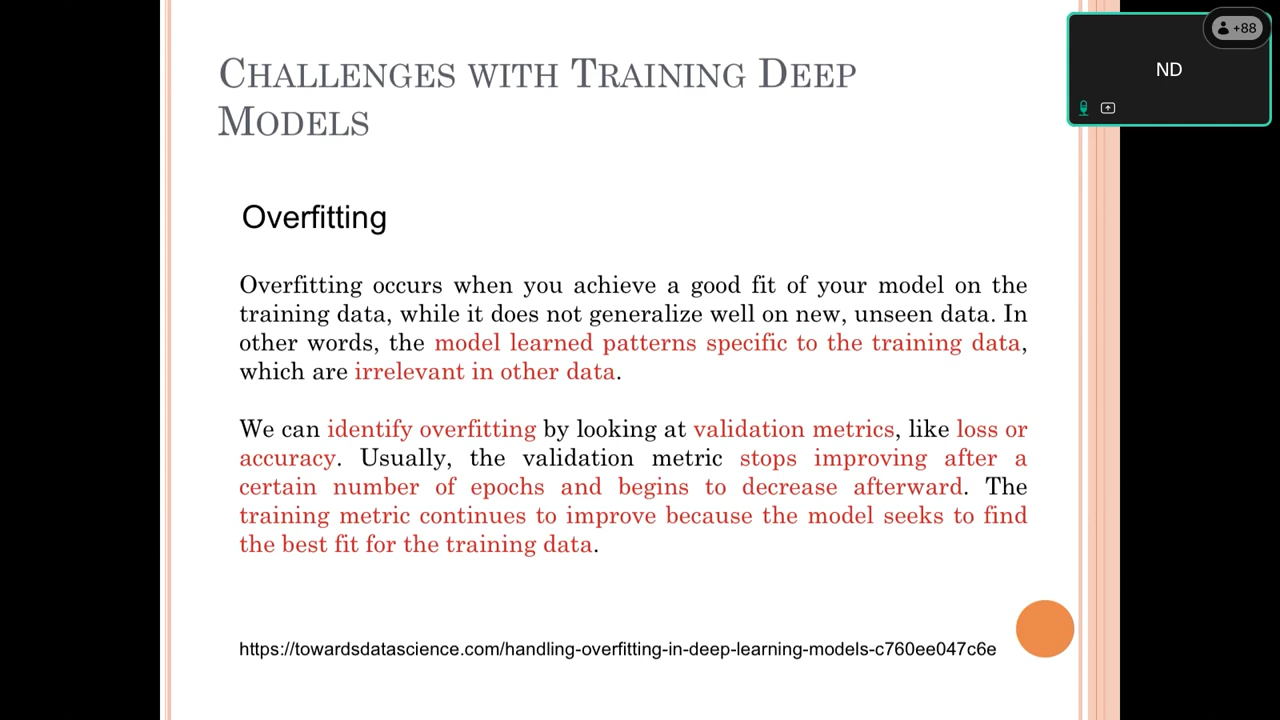 CHALLENGES WITH TRAINING DEEP
MODELS
+88
ND
Overfitting
Overfitting occurs when you achieve a good fit of your model on the
training data, while it does not generalize well on new, unseen data. In
other words, the model learned patterns specific to the training data,
which are irrelevant in other data.
We can identify overfitting by looking at validation metrics, like loss or
accuracy. Usually, the validation metric stops improving after a
certain number of epochs and begins to decrease afterward. The
training metric continues to improve because the model seeks to find
the best fit for the training data.
https://towardsdatascience.com/handling-overfitting-in-deep-learning-models-c760ee047c6e